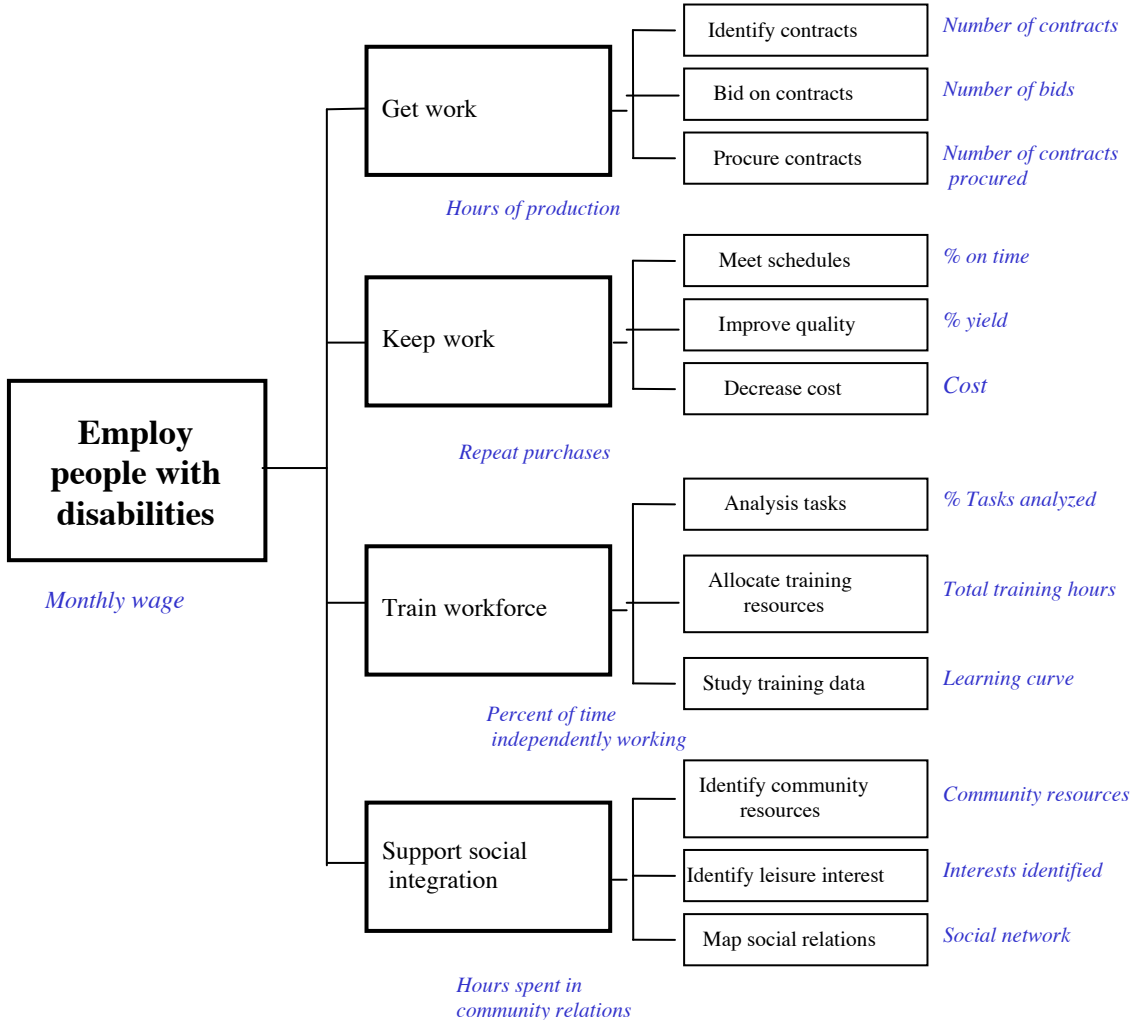 Identify contracts
Number of contracts
Get work
Bid on contracts
Number of bids
Procure contracts
Number of contracts
procured
Hours of production
Meet schedules
% on time
Keep work
Improve quality
% yield
Decrease cost
Cost
Repeat purchases
Employ
people with
disabilities
Monthly wage
Analysis tasks
% Tasks analyzed
Train workforce
Allocate training
resources
Total training hours
Study training data
Learning curve
Percent of time
independently working
Identify community
resources
Community resources
Support social
integration
Identify leisure interest
Interests identified
Map social relations
Social network
Hours spent in
community relations